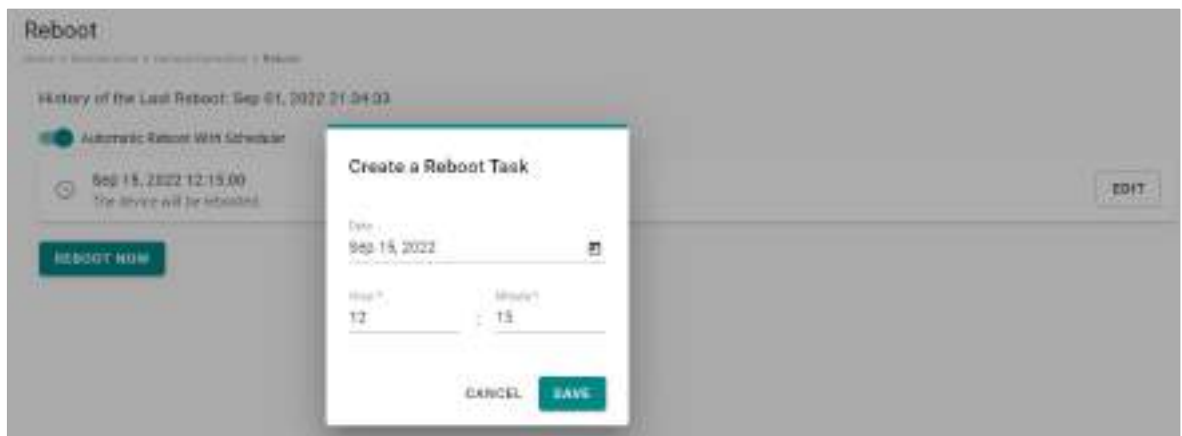 Reboot
History of the Last Reboot: Sep 01, 2022 21:04:03
Automatic Reboot With Scheduler
Sep 15, 2022 12:15:00
The device will be rebooted.
EDIT
REBOOT NOW
Create a Reboot Task
Date
Sep 15, 2022
Hour * Minute *
12 : 15
CANCEL SAVE